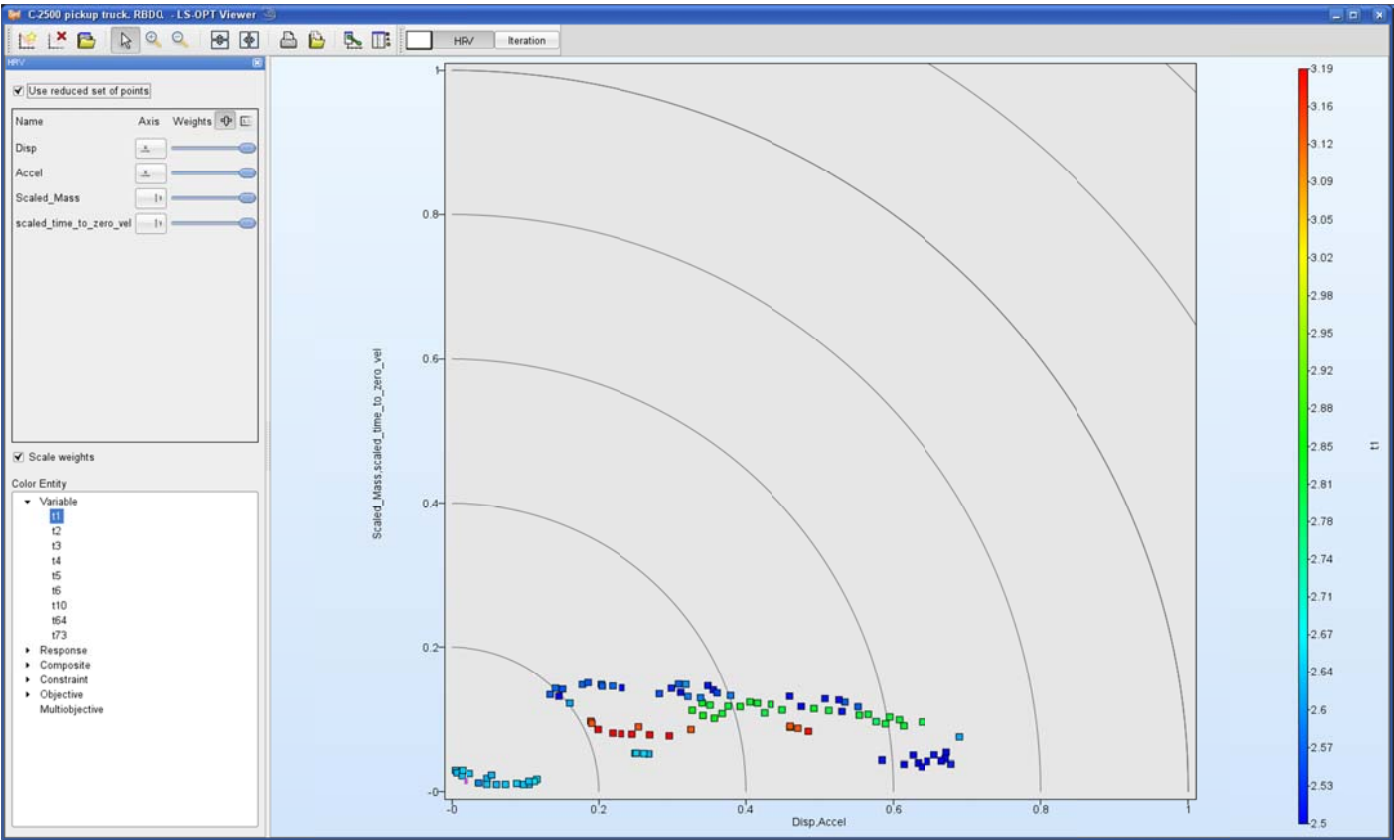 C-2500 pickup truck. RBDO. - LS-OPT Viewer
HRV
Iteration
HRV
Use reduced set of points
Name Axis Weights
Disp
Accel
Scaled_Mass
scaled_time_to_zero_vel
Scale weights
Color Entity
Variable
t1
t2
t3
t4
t5
t6
t10
t64
t73
Response
Composite
Constraint
Objective
Multiobjective
Scaled_Mass,scaled_time_to_zero_vel
1
0.8
0.6
0.4
0.2
-0
-0
0.2
0.4
0.6
0.8
1
Disp,Accel
3.19
3.16
3.12
3.09
3.05
3.02
2.98
2.95
2.92
2.88
2.85
2.81
2.78
2.74
2.71
2.67
2.64
2.6
2.57
2.53
2.5
t1